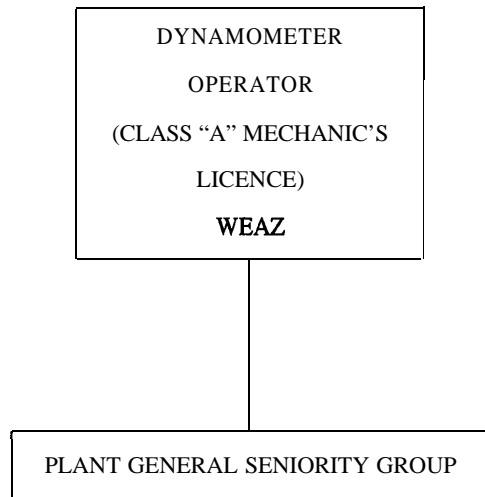 DYNAMOMETER
OPERATOR
(CLASS “A” MECHANIC’S
LICENCE)
WEAZ
PLANT GENERAL SENIORITY GROUP